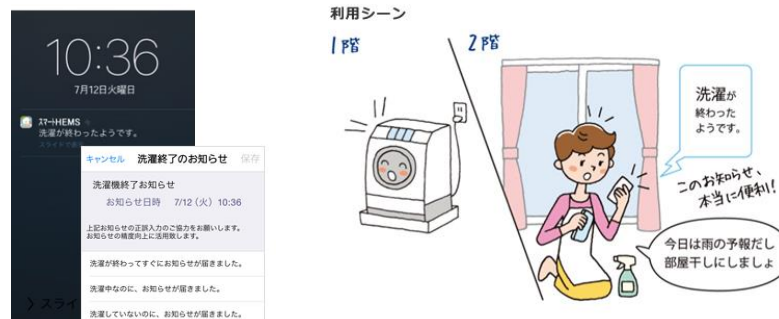 10:36
7月12日火曜日
スマートHEMS
洗濯が終わったようです。
スライドで表示
キャンセル 洗濯終了のお知らせ 保存
洗濯機終了お知らせ
お知らせ日時 7/12 (火) 10:36
上記お知らせの正誤入力のご協力をお願いします。
お知らせの精度向上に活用致します。
洗濯が終わってすぐにお知らせが届きました。
洗濯中なのに、お知らせが届きました。
洗濯していないのに、お知らせが届きました。
> スライ
利用シーン
1階
2階
洗濯が
終わった
ようです。
このお知らせ、
本当に便利!
今日は雨の予報だし
部屋干しにしましょ